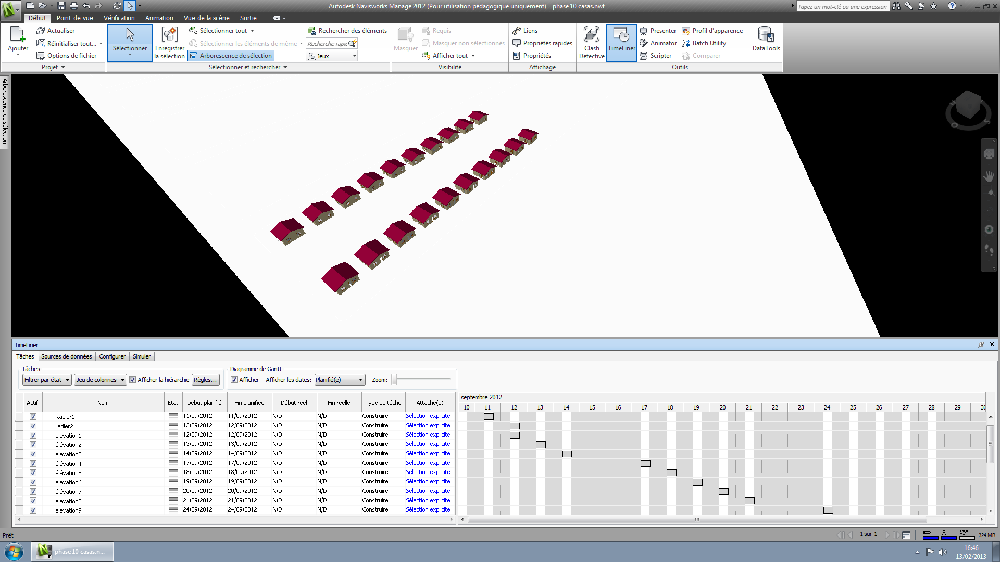 Autodesk Navisworks Manage 2012 (Pour utilisation pédagogique uniquement) phase10 casas.nwf
Tapez un mot-clé ou une expression
Début Point de vue Vérification Animation Vue de la scène Sortie
Ajouter
Actualiser
Réinitialiser tout...
Options de fichier
Projet
Sélectionner
Enregistrer la sélection
Sélectionner tout
Sélectionner les éléments de même
Arborescence de sélection
Rechercher des éléments
Recherche rapi
Jeux
Sélectionner et rechercher
Masquer
Requis
Masquer non sélectionnés
Afficher tout
Visibilité
Liens
Propriétés rapides
Propriétés
Affichage
Clash Detective
TimeLiner
Presenter
Animator
Scripter
Profil d'apparence
Batch Utility
Comparer
Outils
DataTools
Arborescence de sélection
TimeLiner
Tâches Sources de données Configurer Simuler
Tâches
Filtrer par état Jeu de colonnes Afficher la hiérarchie Règles...
Diagramme de Gantt
Afficher Afficher les dates: Planifié(e) Zoom:
Actif Nom Etat Début planifié Fin planifiée Début réel Fin réelle Type de tâche Attaché(e)
septembre 2012
10 11 12 13 14 17 18 19 20 21 22 23 24 25 26 27 28 29 30
Radier1 11/09/2012 11/09/2012 N/D N/D Construire Sélection explicite
radier2 12/09/2012 12/09/2012 N/D N/D Construire Sélection explicite
elévation1 12/09/2012 12/09/2012 N/D N/D Construire Sélection explicite
élévation2 13/09/2012 13/09/2012 N/D N/D Construire Sélection explicite
élévation3 14/09/2012 14/09/2012 N/D N/D Construire Sélection explicite
élévation4 17/09/2012 17/09/2012 N/D N/D Construire Sélection explicite
élévation5 18/09/2012 18/09/2012 N/D N/D Construire Sélection explicite
élévation6 19/09/2012 19/09/2012 N/D N/D Construire Sélection explicite
élévation7 20/09/2012 20/09/2012 N/D N/D Construire Sélection explicite
élévation8 21/09/2012 21/09/2012 N/D N/D Construire Sélection explicite
élévation9 24/09/2012 24/09/2012 N/D N/D Construire Sélection explicite
Prêt
1 sur 1
324 MB
phase10 casas.n...
16:46
13/02/2013